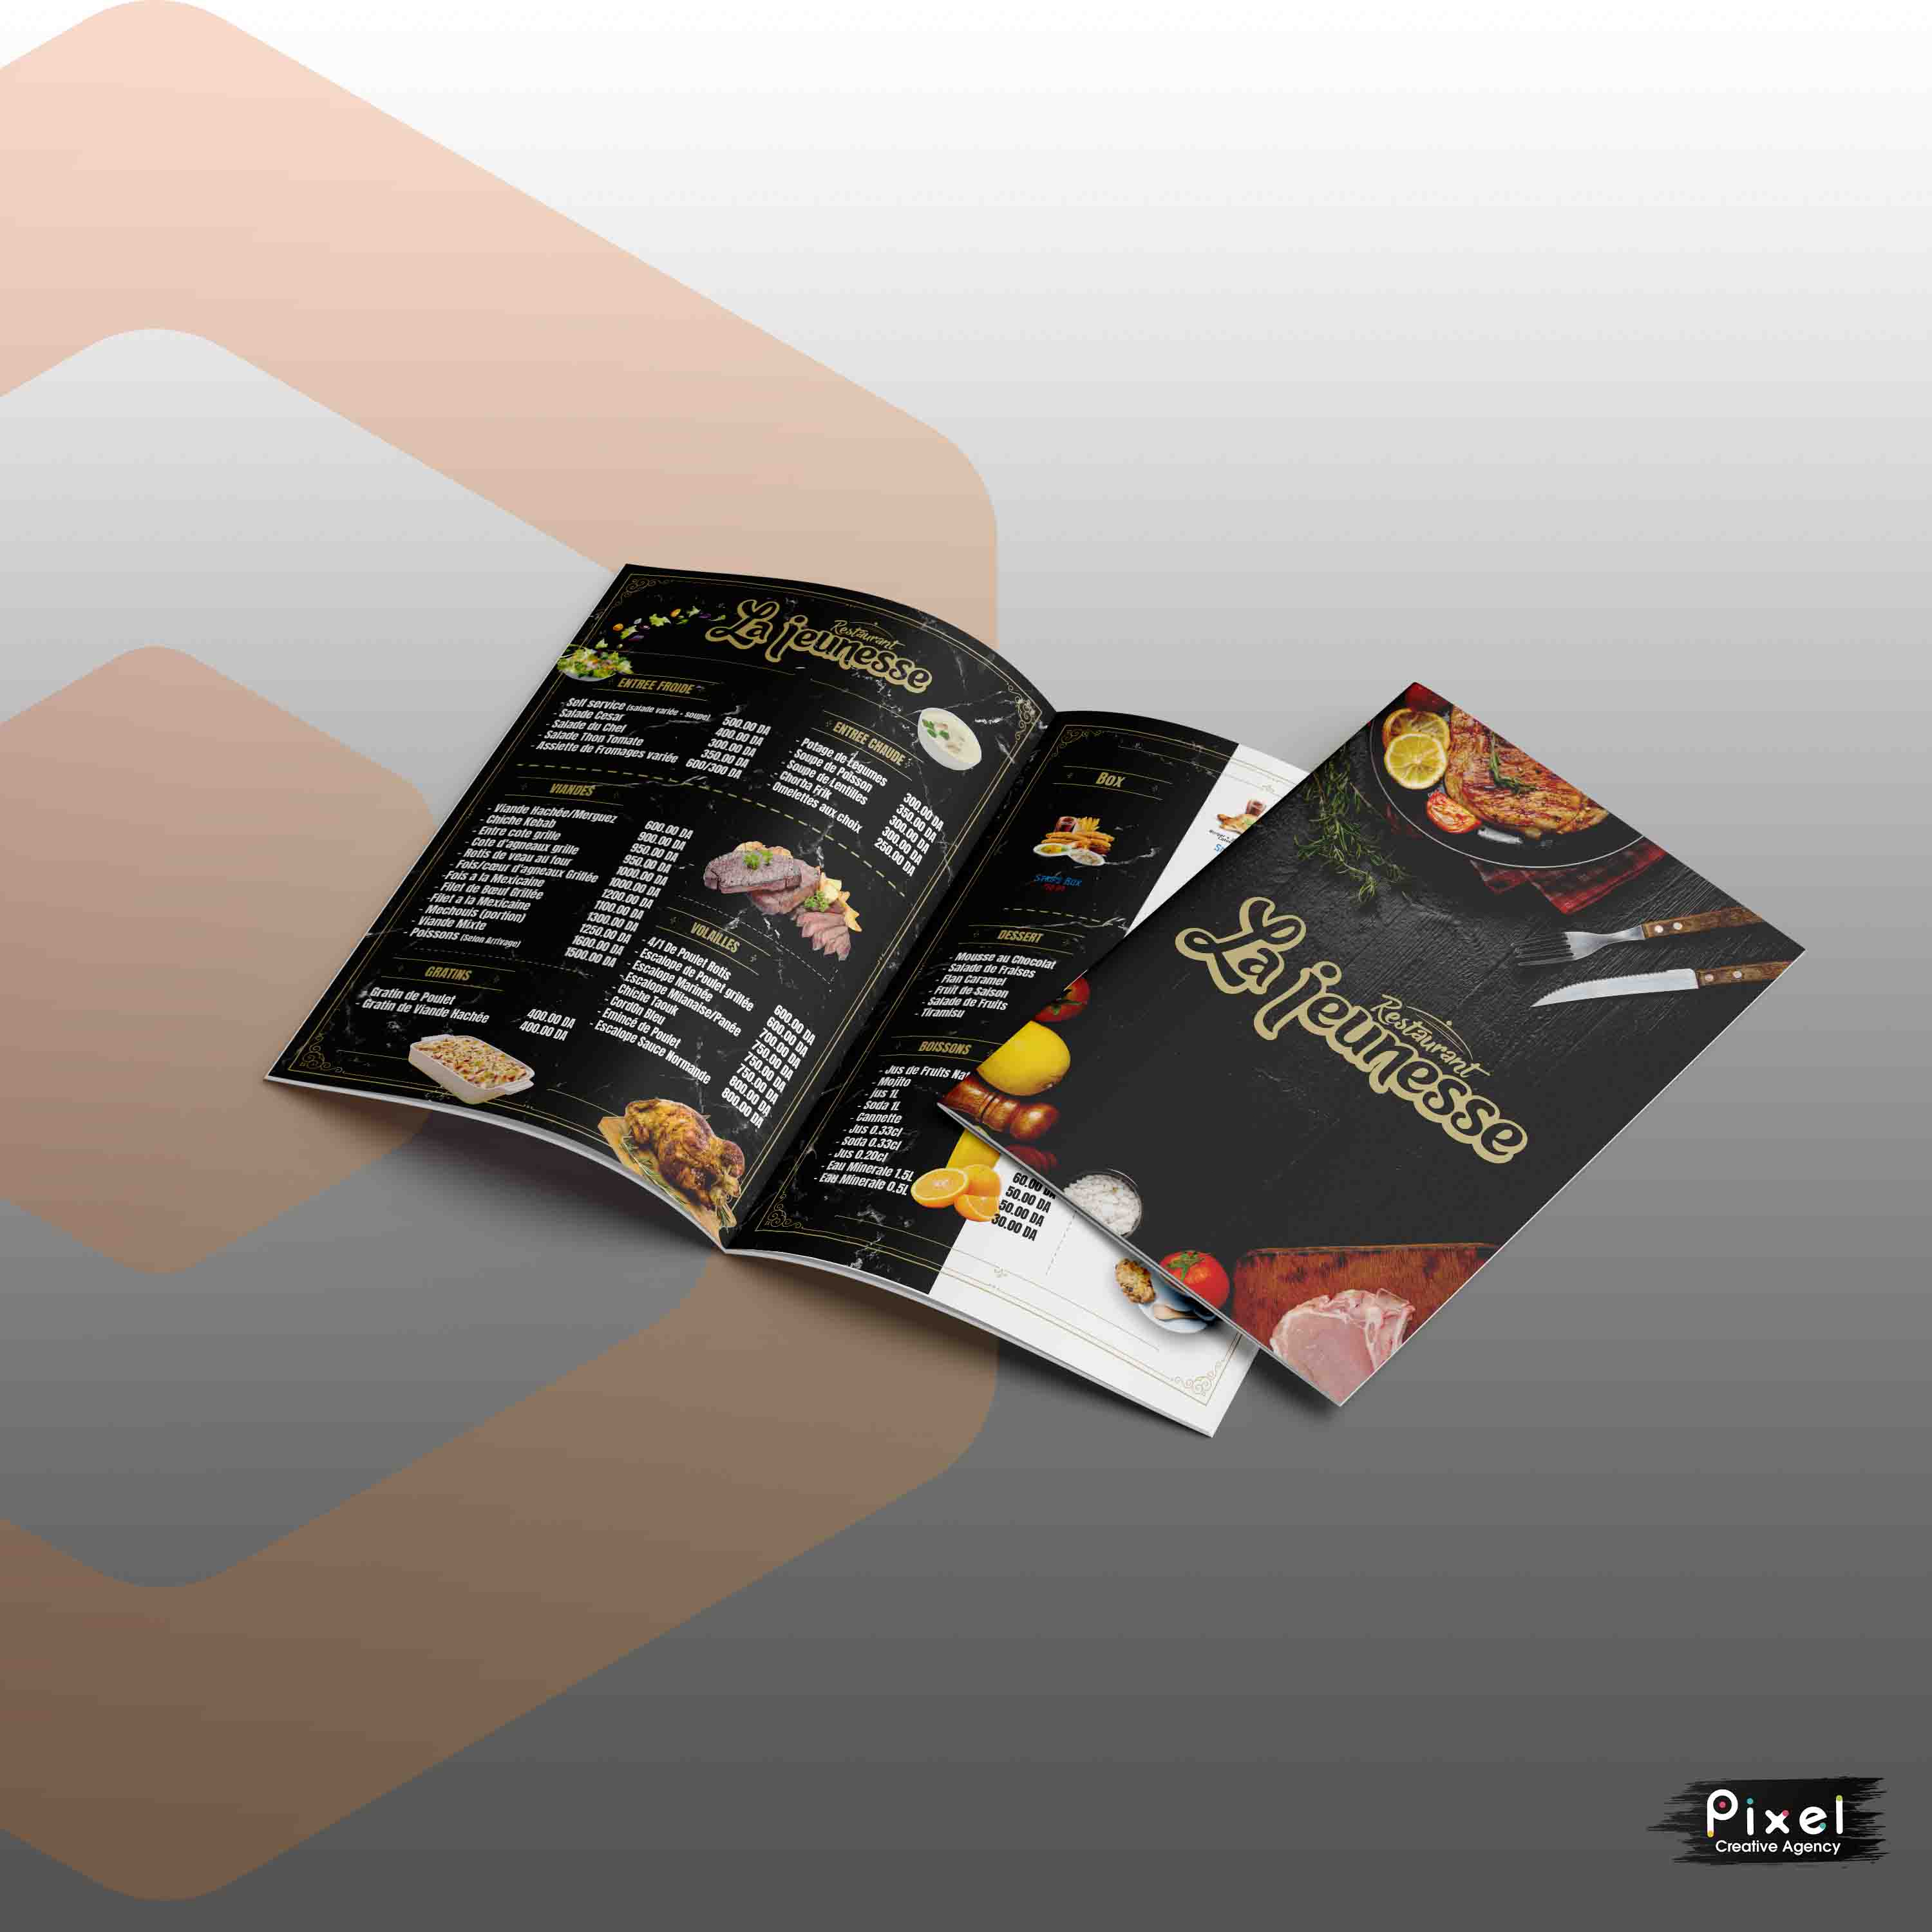 Restaurant
La jeunesse
ENTREE FROIDE
- Self service (salade variée + soupe) 500.00 DA
- Salade Cesar 400.00 DA
- Salade du Chef 300.00 DA
- Salade Thon Tomate 350.00 DA
- Assiette de Fromages variée 600/300 DA
ENTREE CHAUDE
- Potage de Légumes 300.00 DA
- Soupe de Poisson 350.00 DA
- Soupe de Lentilles 300.00 DA
- Chorba Frik 300.00 DA
- Omelettes aux choix 250.00 DA
VIANDES
- Viande Hachée/Merguez 600.00 DA
- Chiche Kebab 900.00 DA
- Entre cote grille 950.00 DA
- Cote d'agneaux grille 950.00 DA
- Rotis de veau au four 1000.00 DA
- Fois/cœur d'agneaux Grillée 1000.00 DA
- Fois a la Mexicaine 1200.00 DA
- Filet de Bœuf Grillée 1100.00 DA
- Filet a la Mexicaine 1300.00 DA
- Mechouis (portion) 1250.00 DA
- Viande Mixte 1600.00 DA
- Poissons (Selon Arrivage) 1500.00 DA
VOLAILLES
- 4/1 De Poulet Rotis 600.00 DA
- Escalope de Poulet grillée 600.00 DA
- Escalope Marinée 700.00 DA
- Escalope Milanaise/Panée 750.00 DA
- Chiche Taouk 750.00 DA
- Cordon Bleu 750.00 DA
- Emincé de Poulet 800.00 DA
- Escalope Sauce Normande 800.00 DA
GRATINS
- Gratin de Poulet 400.00 DA
- Gratin de Viande Hachée 400.00 DA
Box
Box
DESSERT
- Mousse au Chocolat
- Salade de Fraises
- Flan Caramel
- Fruit de Saison
- Salade de Fruits
- Tiramisu
BOISSONS
- Jus de Fruits
- Mojito
- jus 1L
- Soda 1L
- Cannette
- Jus 0.33cl
- Soda 0.33cl
- Jus 0.20cl 60.00 DA
- Eau Minerale 1.5L 50.00 DA
- Eau Minerale 0.5L 50.00 DA
30.00 DA
Restaurant
La jeunesse
Pixel
Creative Agency